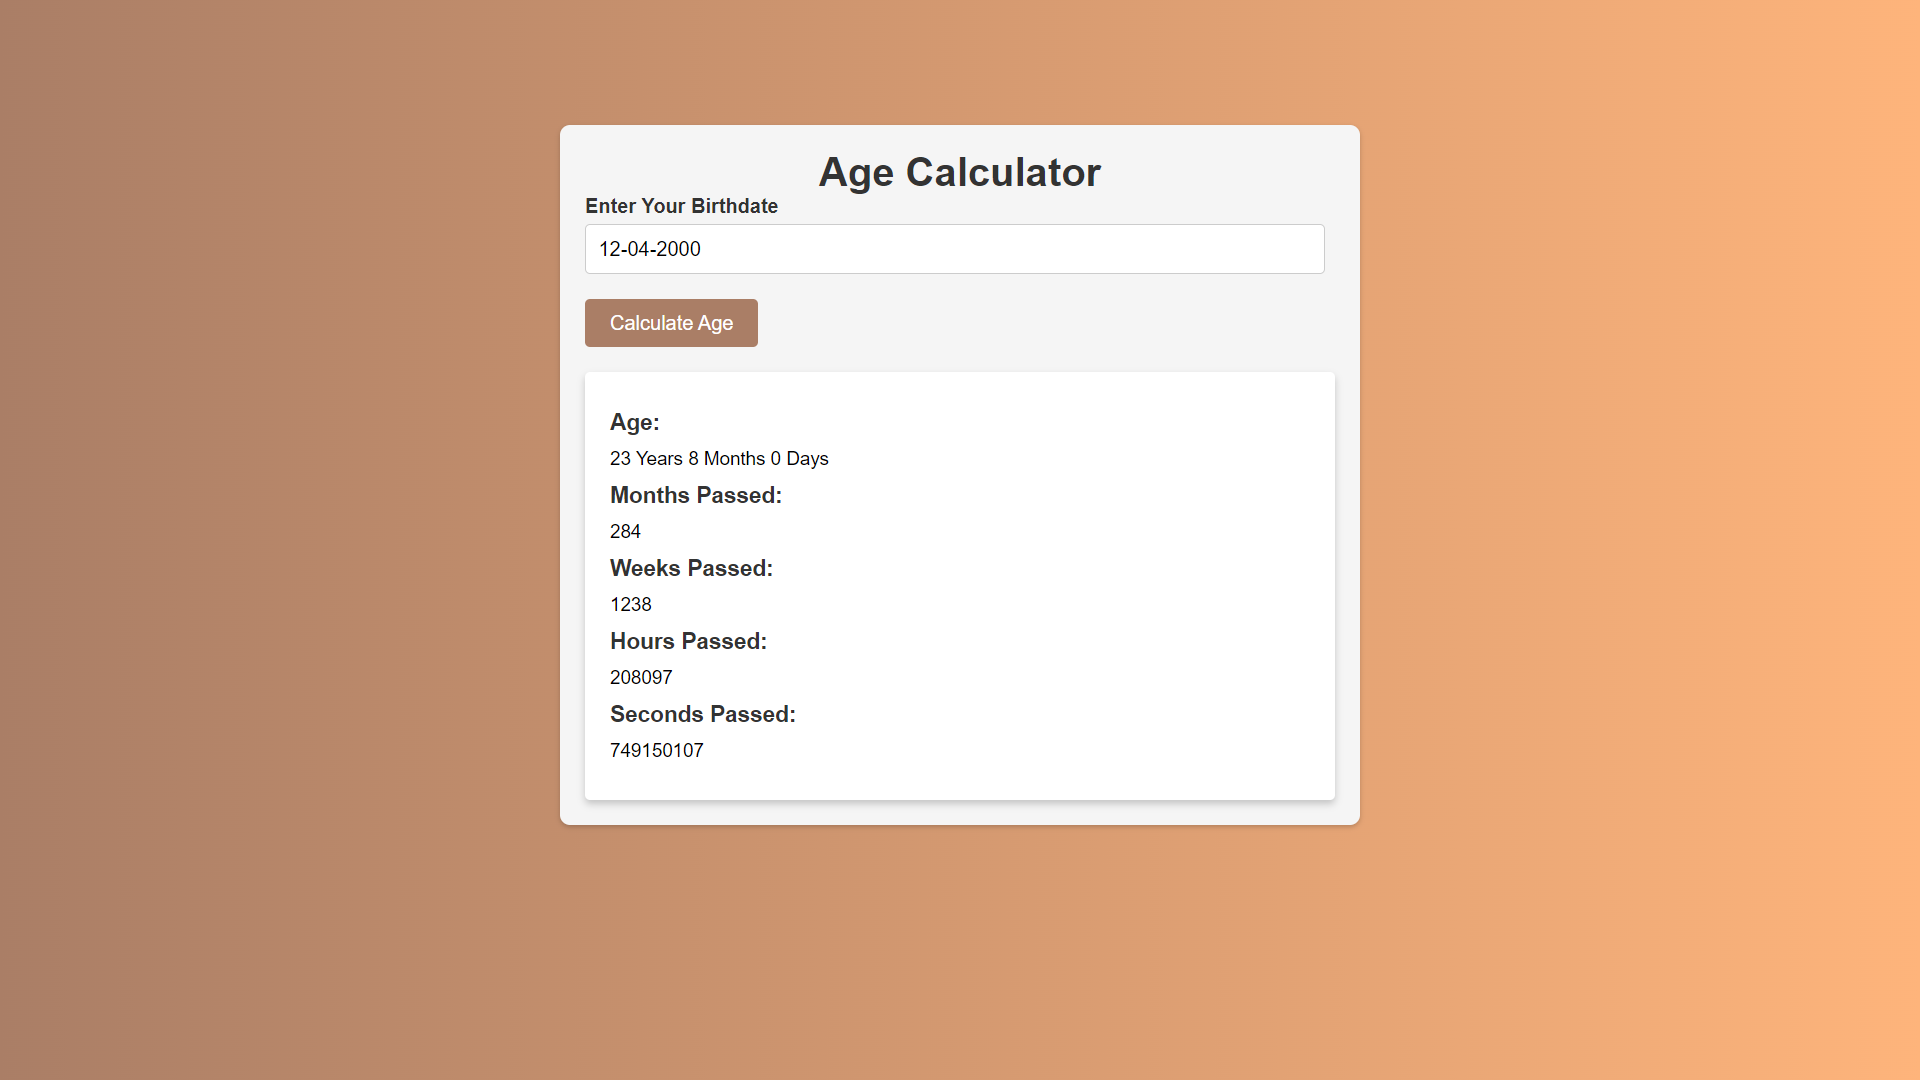 Age Calculator
Enter Your Birthdate
12-04-2000
Calculate Age
Age:
23 Years 8 Months 0 Days
Months Passed:
284
Weeks Passed:
1238
Hours Passed:
208097
Seconds Passed:
749150107